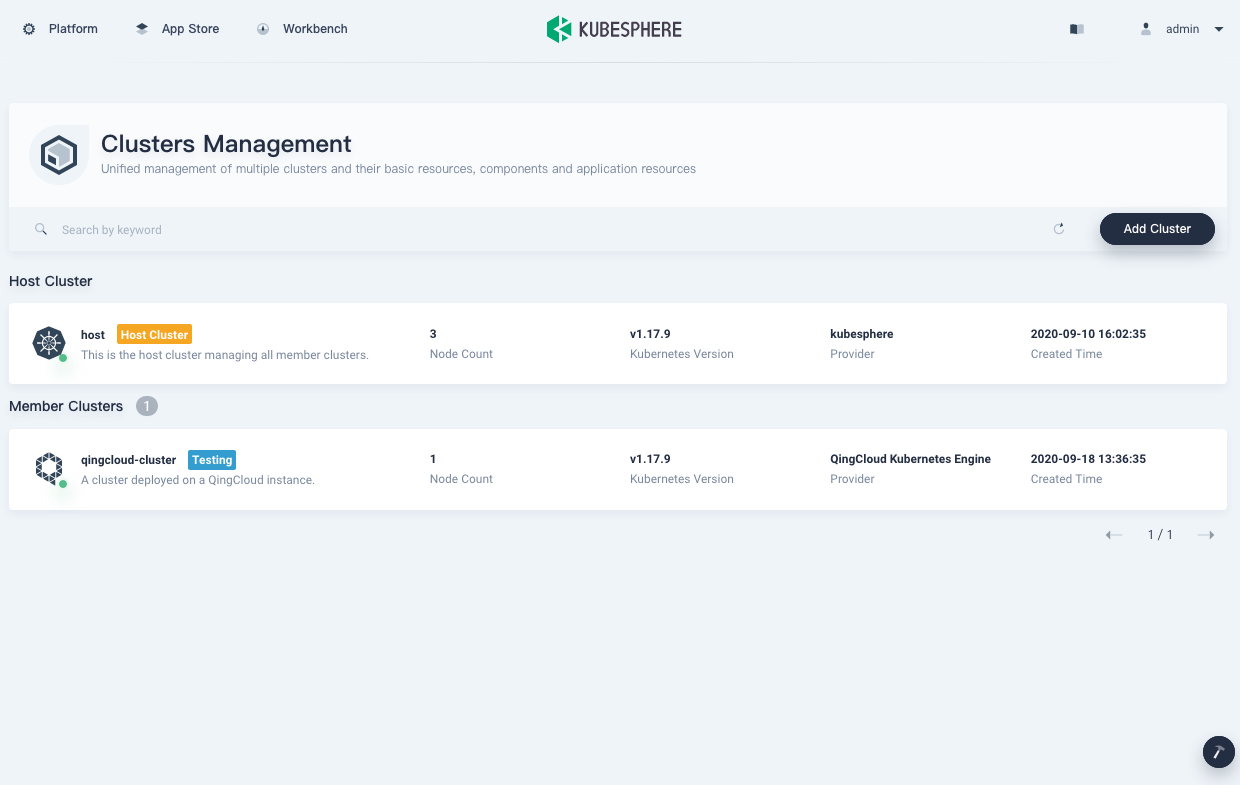 Platform
App Store
Workbench
KUBESPHERE
admin
Clusters Management
Unified management of multiple clusters and their basic resources, components and application resources
Search by keyword
Add Cluster
Host Cluster
host Host Cluster
This is the host cluster managing all member clusters.
3
Node Count
v1.17.9
Kubernetes Version
kubesphere
Provider
2020-09-10 16:02:35
Created Time
Member Clusters 1
qingcloud-cluster Testing
A cluster deployed on a QingCloud instance.
1
Node Count
v1.17.9
Kubernetes Version
QingCloud Kubernetes Engine
Provider
2020-09-18 13:36:35
Created Time
1 / 1